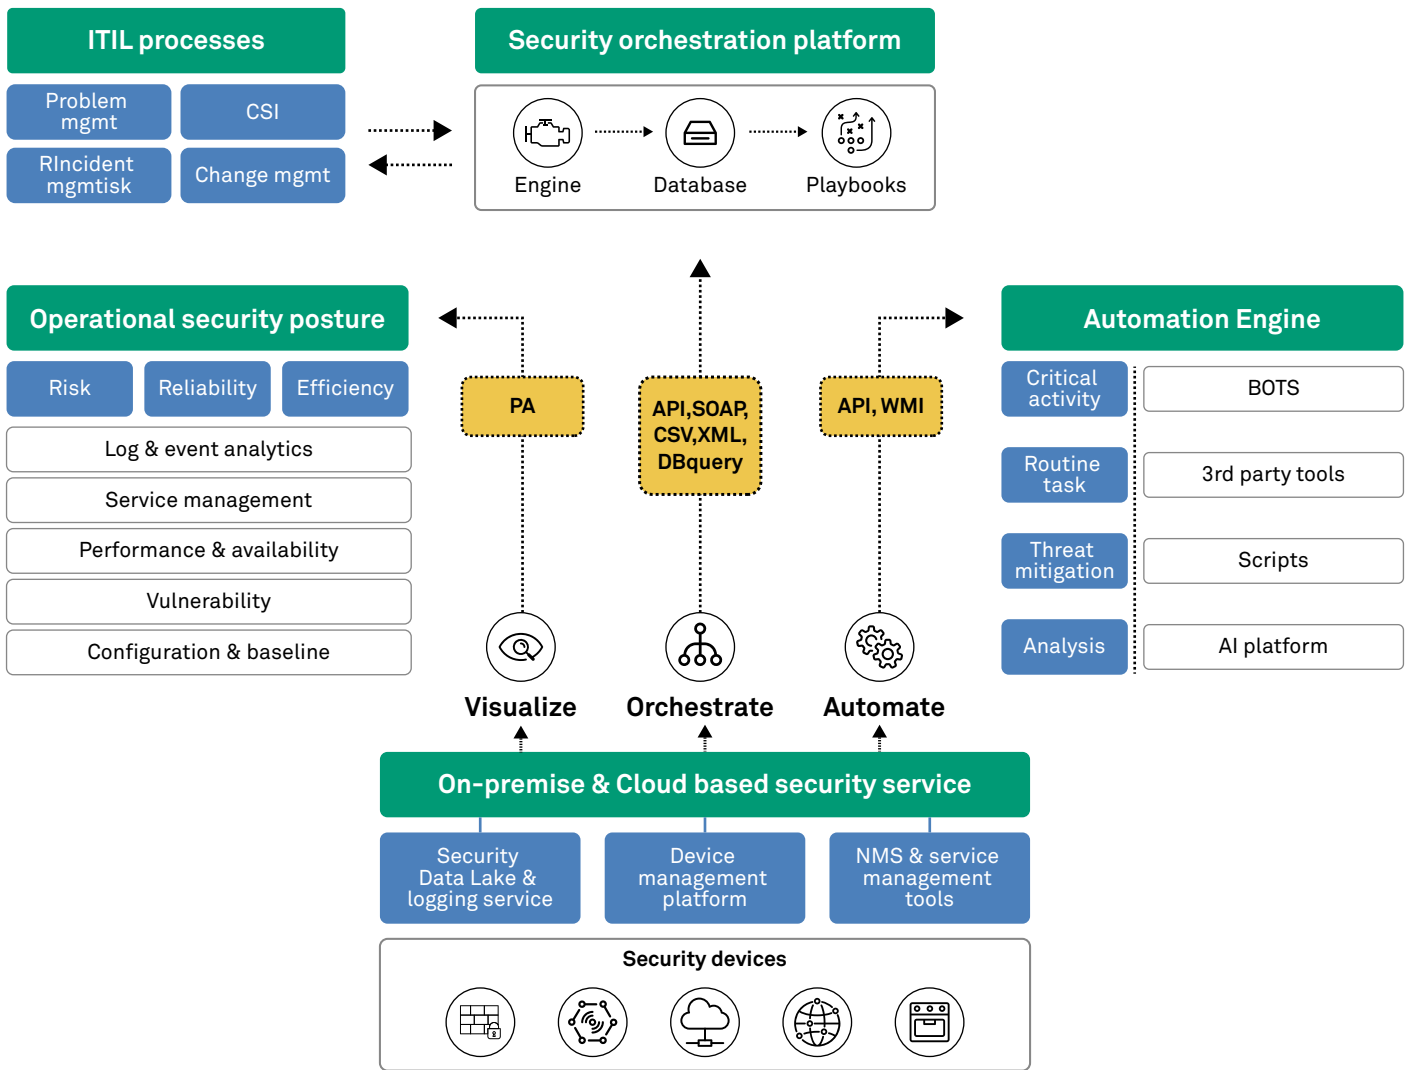 ITIL processes
Problem
mgmt
CSI
RIncident
mgmtisk
Change mgmt
Security orchestration platform
Engine
Database
Playbooks
Operational security posture
Risk
Reliability
Efficiency
Log & event analytics
Service management
Performance & availability
Vulnerability
Configuration & baseline
PA
API,SOAP,
CSV,XML,
DBquery
API, WMI
Visualize
Orchestrate
Automate
Automation Engine
Critical
activity
BOTS
Routine
task
3rd party tools
Threat
mitigation
Scripts
Analysis
AI platform
On-premise & Cloud based security service
Security
Data Lake &
logging service
Device
management
platform
NMS & service
management
tools
Security devices